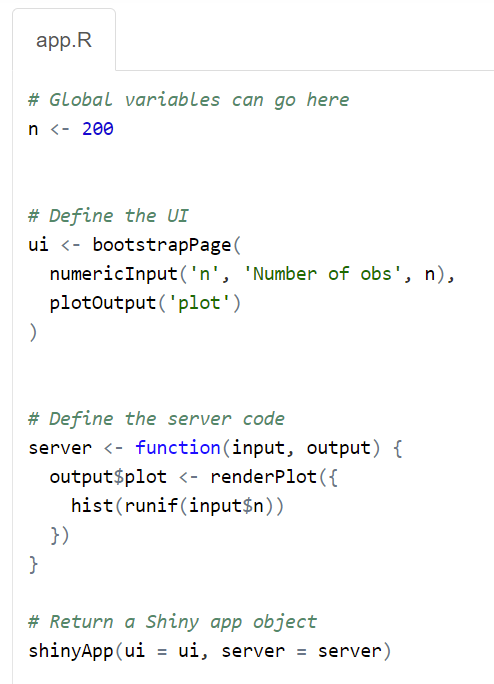 app.R
# Global variables can go here
n <- 200
# Define the UI
ui <- bootstrapPage(
  numericInput('n', 'Number of obs', n),
  plotOutput('plot')
)
# Define the server code
server <- function(input, output) {
  output$plot <- renderPlot({
    hist(runif(input$n))
  })
}
# Return a Shiny app object
shinyApp(ui = ui, server = server)